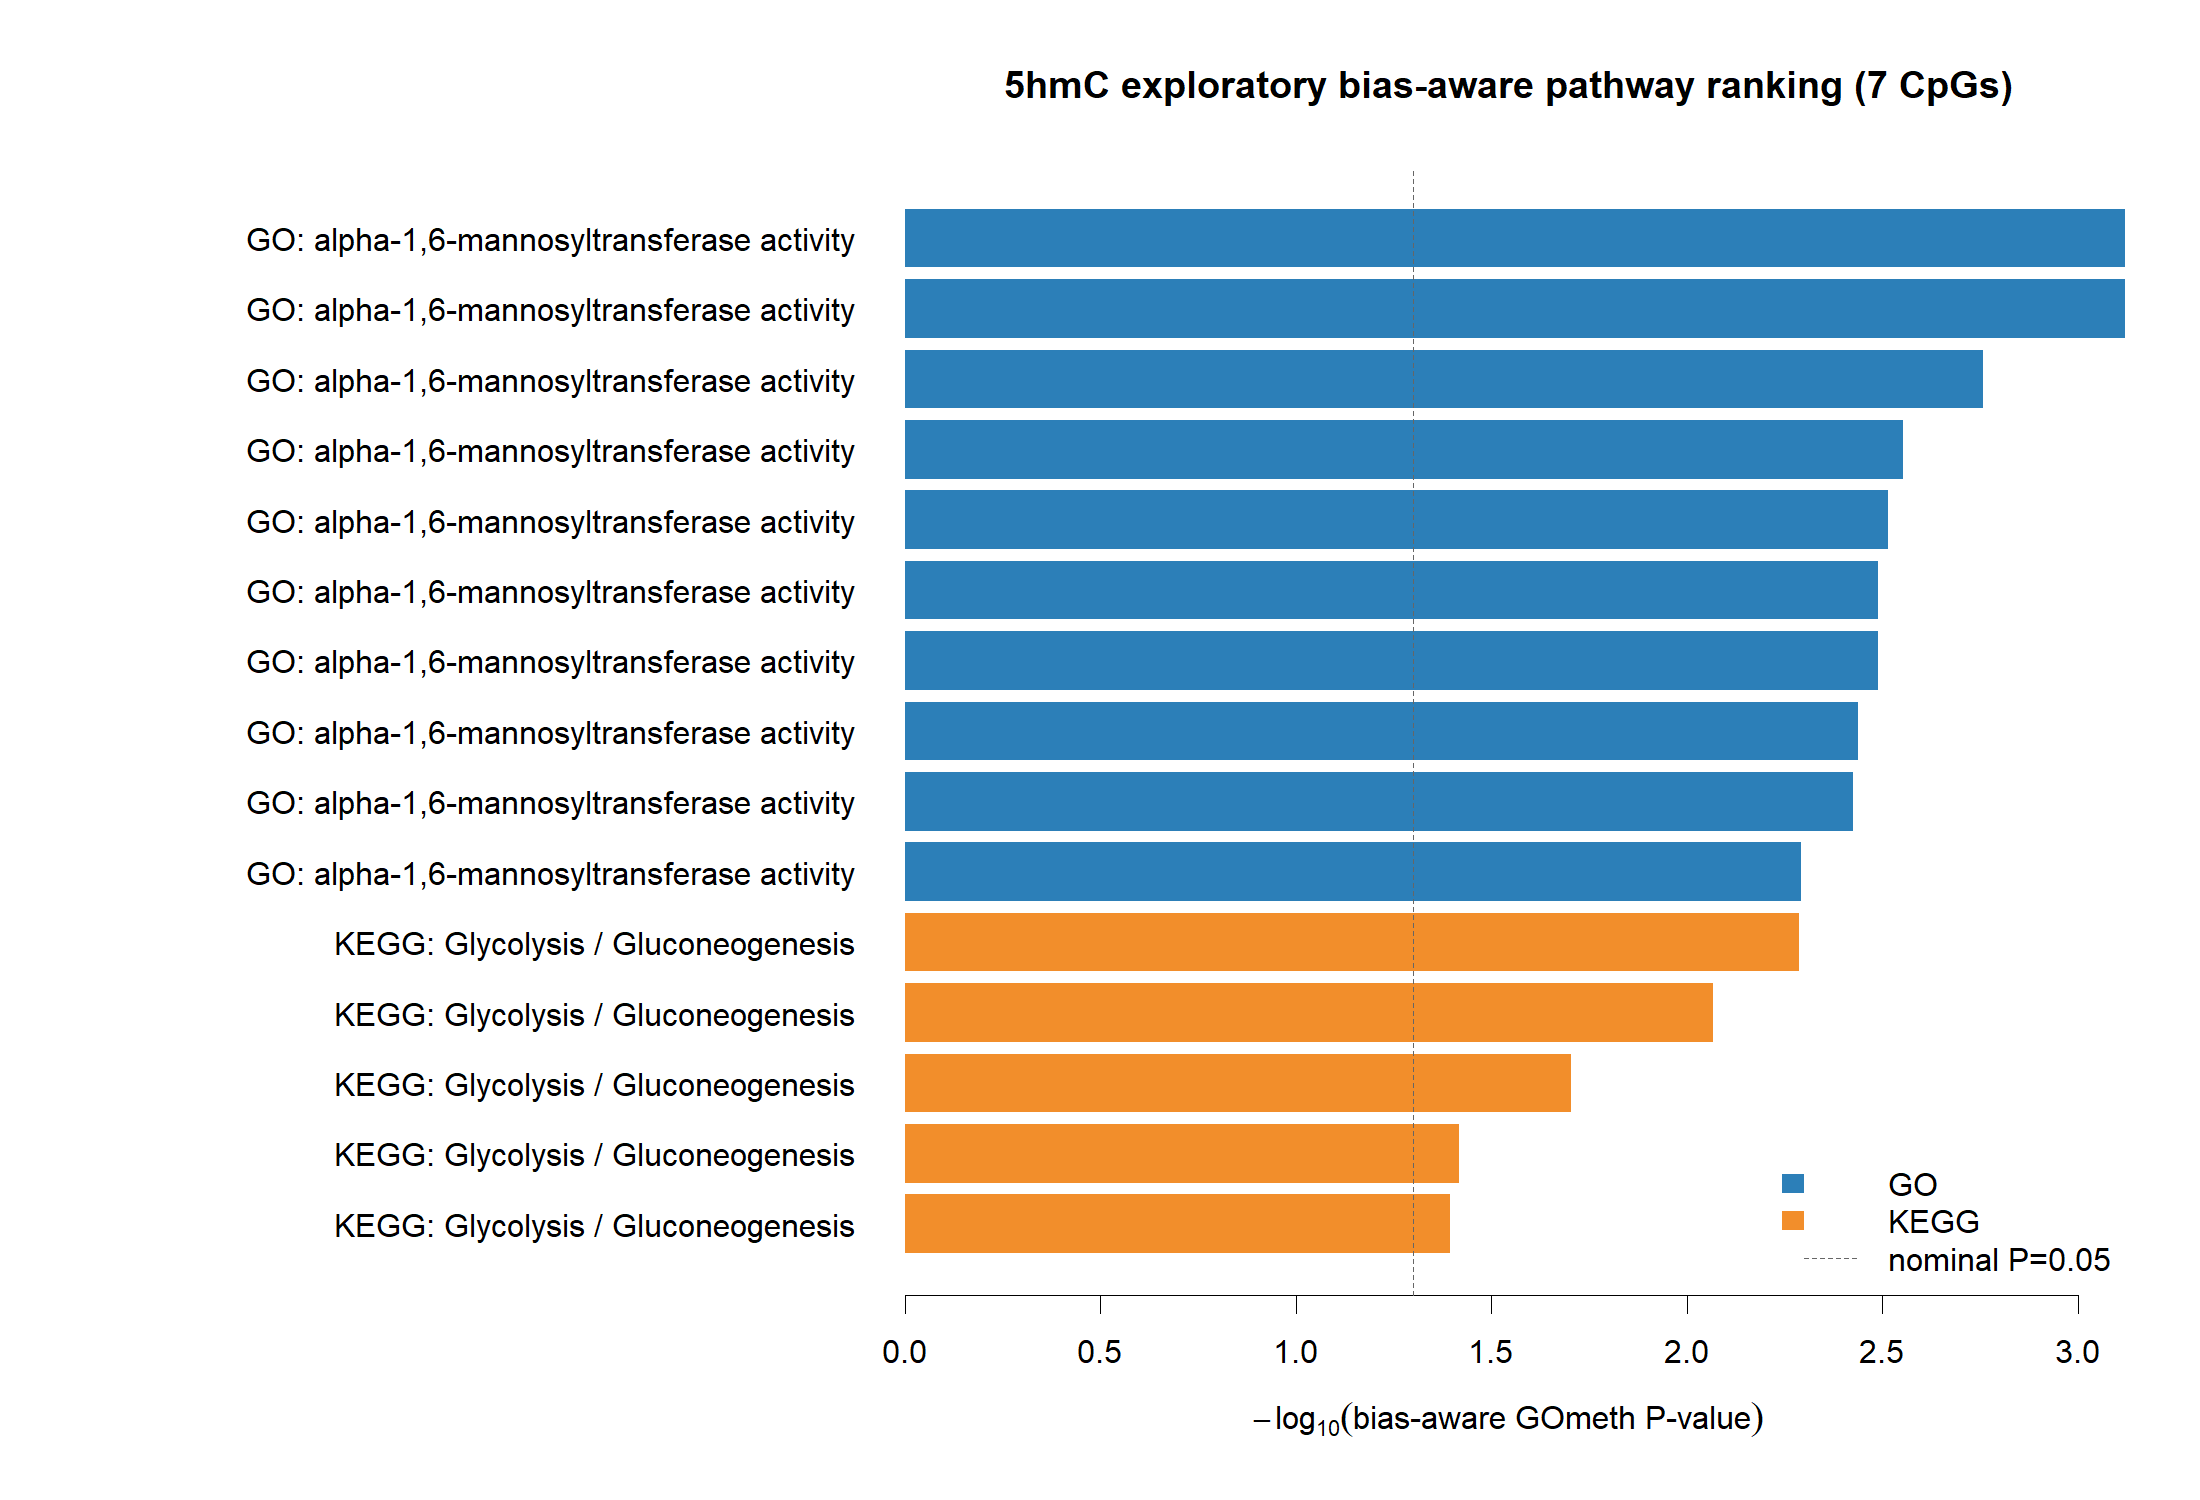 5hmC exploratory bias-aware pathway ranking (7 CpGs)
GO: alpha-1,6-mannosyltransferase activity
GO: alpha-1,6-mannosyltransferase activity
GO: alpha-1,6-mannosyltransferase activity
GO: alpha-1,6-mannosyltransferase activity
GO: alpha-1,6-mannosyltransferase activity
GO: alpha-1,6-mannosyltransferase activity
GO: alpha-1,6-mannosyltransferase activity
GO: alpha-1,6-mannosyltransferase activity
GO: alpha-1,6-mannosyltransferase activity
GO: alpha-1,6-mannosyltransferase activity
KEGG: Glycolysis / Gluconeogenesis
KEGG: Glycolysis / Gluconeogenesis
KEGG: Glycolysis / Gluconeogenesis
KEGG: Glycolysis / Gluconeogenesis
KEGG: Glycolysis / Gluconeogenesis
GO
KEGG
nominal P=0.05
0.0 0.5 1.0 1.5 2.0 2.5 3.0
−log₁₀(bias-aware GOmeth P-value)